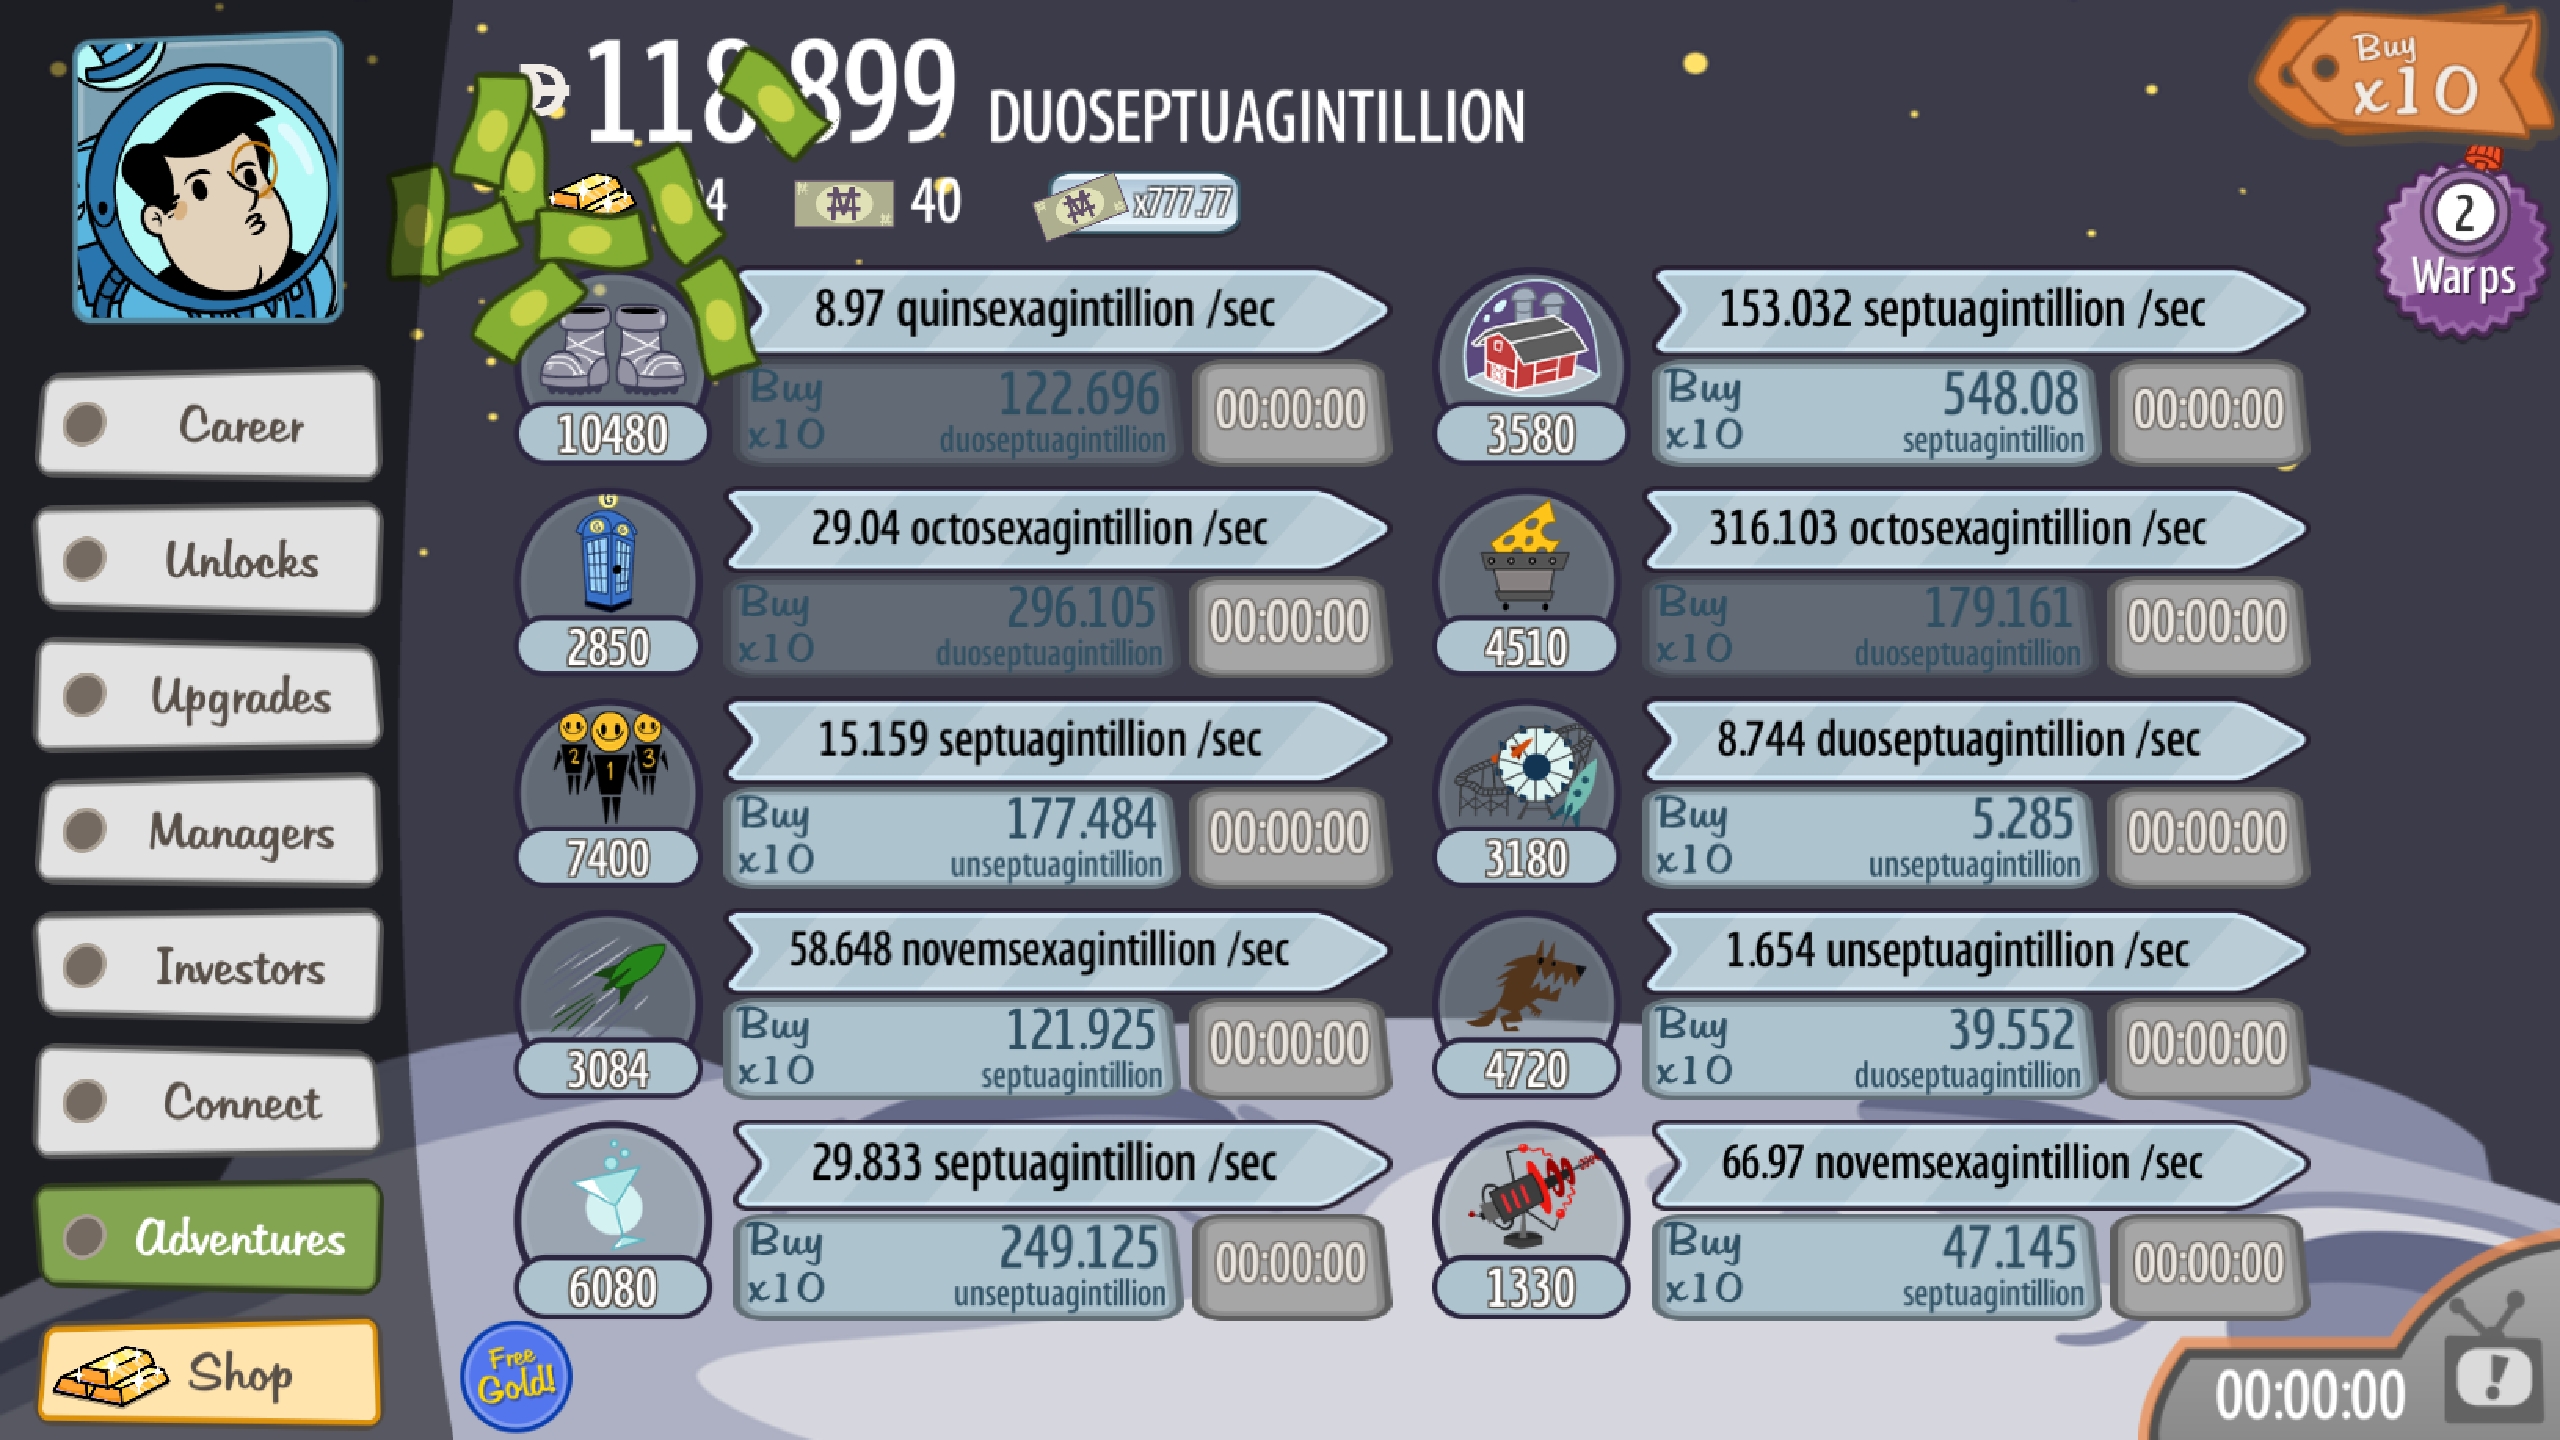 118.899 DUOSEPTUAGINTILLION
Buy
x10
4
40
x777.77
2
Warps
Career
Unlocks
Upgrades
Managers
Investors
Connect
Adventures
Shop
8.97 quinsexagintillion /sec
Buy
x10
122.696
duoseptuagintillion
00:00:00
10480
153.032 septuagintillion /sec
Buy
x10
548.08
septuagintillion
00:00:00
3580
29.04 octosexagintillion /sec
Buy
x10
296.105
duoseptuagintillion
00:00:00
2850
316.103 octosexagintillion /sec
Buy
x10
179.161
duoseptuagintillion
00:00:00
4510
2 1 3
15.159 septuagintillion /sec
Buy
x10
177.484
unseptuagintillion
00:00:00
7400
8.744 duoseptuagintillion /sec
Buy
x10
5.285
unseptuagintillion
00:00:00
3180
58.648 novemsexagintillion /sec
Buy
x10
121.925
septuagintillion
00:00:00
3084
1.654 unseptuagintillion /sec
Buy
x10
39.552
duoseptuagintillion
00:00:00
4720
29.833 septuagintillion /sec
Buy
x10
249.125
unseptuagintillion
00:00:00
6080
66.97 novemsexagintillion /sec
Buy
x10
47.145
septuagintillion
00:00:00
1330
Free
Gold!
00:00:00
!